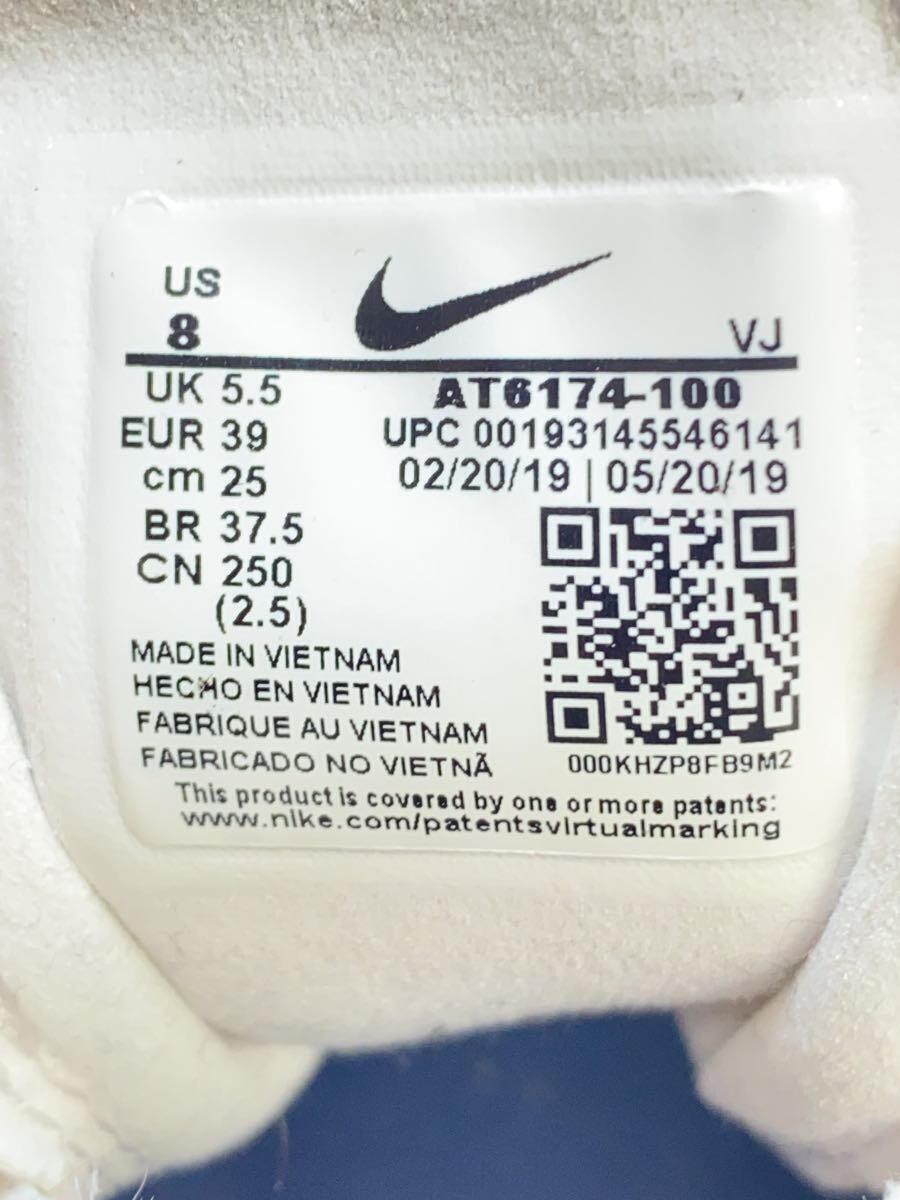 US
8
VJ
UK 5.5
AT6174-100
EUR 39
UPC 00193145546141
cm 25
02/20/19 | 05/20/19
BR 37.5
CN 250
(2.5)
MADE IN VIETNAM
HECHO EN VIETNAM
FABRIQUE AU VIETNAM
FABRICADO NO VIETNÃ
000KHZP8FB9M2
This product is covered by one or more patents:
www.nike.com/patentsvirtualmarking